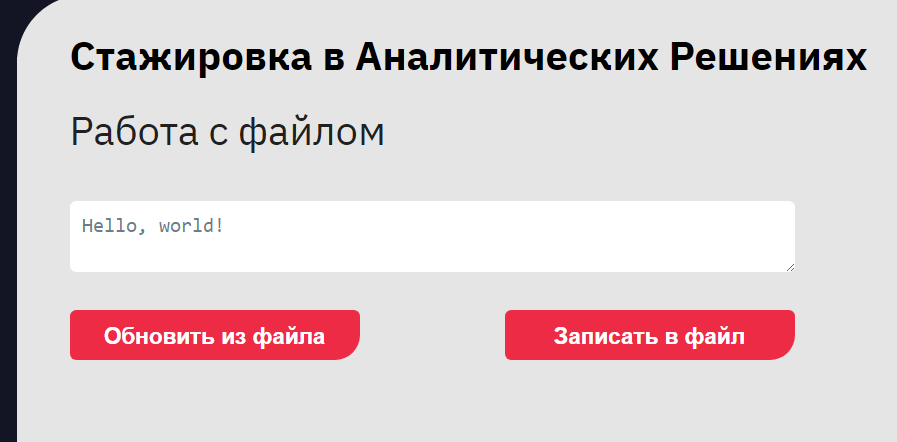 Стажировка в Аналитических Решениях
Работа с файлом
Hello, world!
Обновить из файла
Записать в файл